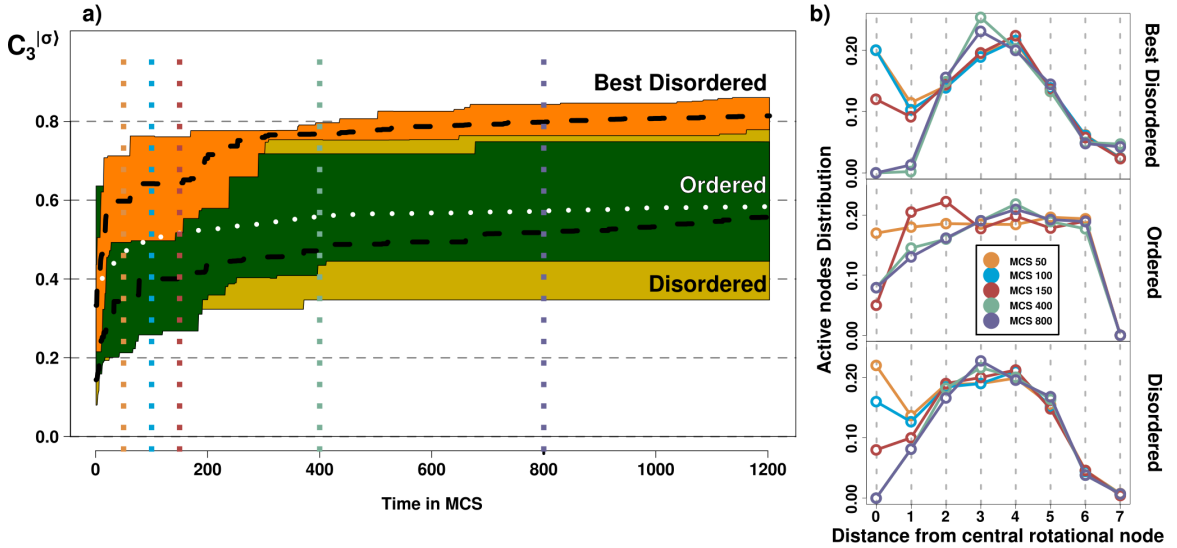 a)
C3|σ⟩
0.8
0.6
0.4
0.2
0.0
Best Disordered
Ordered
Disordered
0 200 400 600 800 1000 1200
Time in MCS
b)
Active nodes Distribution
0.20
0.10
0.00
Best Disordered
0.20
0.10
0.00
Ordered
MCS 50
MCS 100
MCS 150
MCS 400
MCS 800
0.20
0.10
0.00
Disordered
0 1 2 3 4 5 6 7
Distance from central rotational node